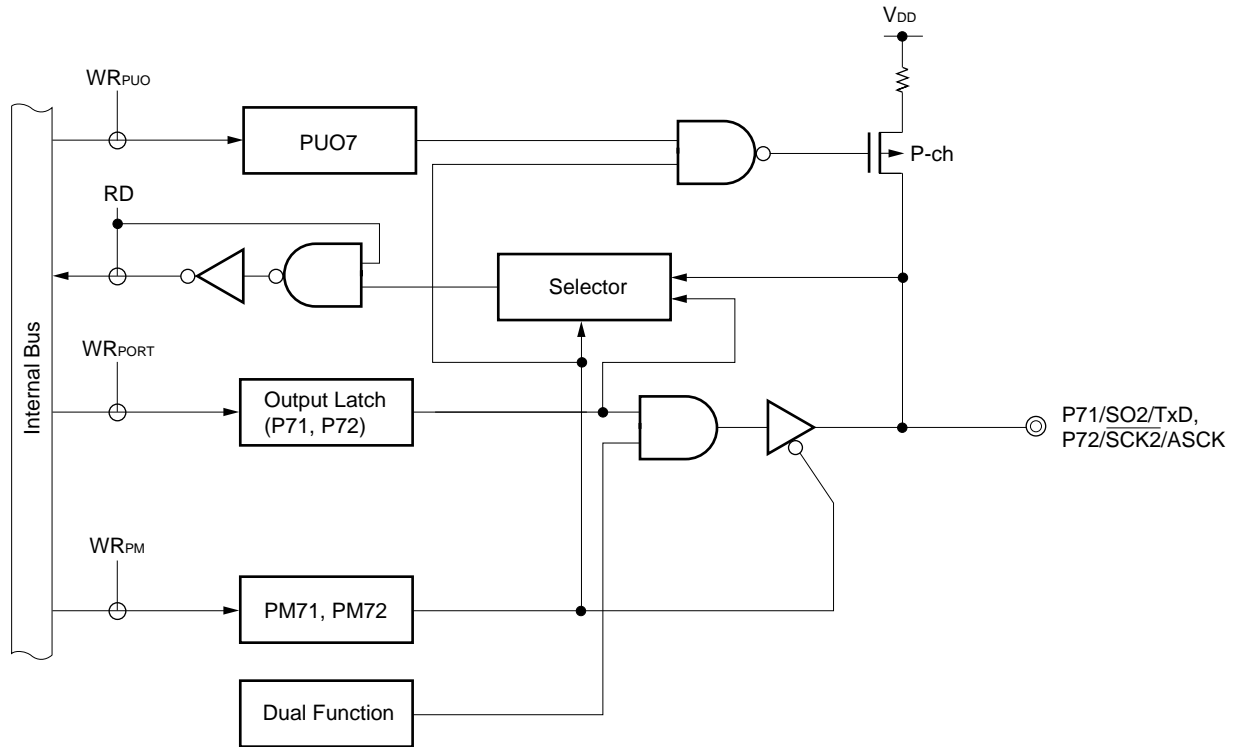 VDD
WRPUO
PUO7
P-ch
RD
Selector
Internal Bus
WRPORT
Output Latch
(P71, P72)
P71/SO2/TxD,
P72/S̅C̅K̅2̅/ASCK
WRPM
PM71, PM72
Dual Function